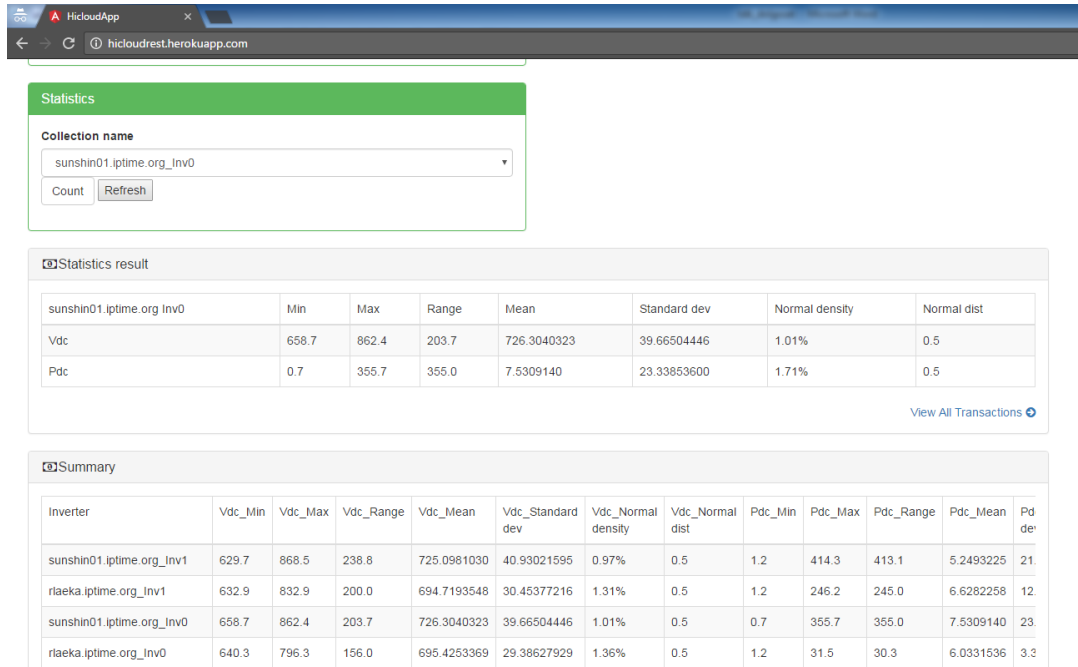 HicloudApp
hicloudrest.herokuapp.com
Statistics
Collection name
sunshin01.iptime.org_Inv0
Count Refresh
Statistics result
sunshin01.iptime.org Inv0 Min Max Range Mean Standard dev Normal density Normal dist
Vdc 658.7 862.4 203.7 726.3040323 39.66504446 1.01% 0.5
Pdc 0.7 355.7 355.0 7.5309140 23.33853600 1.71% 0.5
View All Transactions
Summary
Inverter Vdc_Min Vdc_Max Vdc_Range Vdc_Mean Vdc_Standard Vdc_Normal Vdc_Normal Pdc_Min Pdc_Max Pdc_Range Pdc_Mean
dev density dist
sunshin01.iptime.org_Inv1 629.7 868.5 238.8 725.0981030 40.93021595 0.97% 0.5 1.2 414.3 413.1 5.2493225 21.
rlaeka.iptime.org_Inv1 632.9 832.9 200.0 694.7193548 30.45377216 1.31% 0.5 1.2 246.2 245.0 6.6282258 12.
sunshin01.iptime.org_Inv0 658.7 862.4 203.7 726.3040323 39.66504446 1.01% 0.5 0.7 355.7 355.0 7.5309140 23.
rlaeka.iptime.org_Inv0 640.3 796.3 156.0 695.4253369 29.38627929 1.36% 0.5 1.2 31.5 30.3 6.0331536 3.3